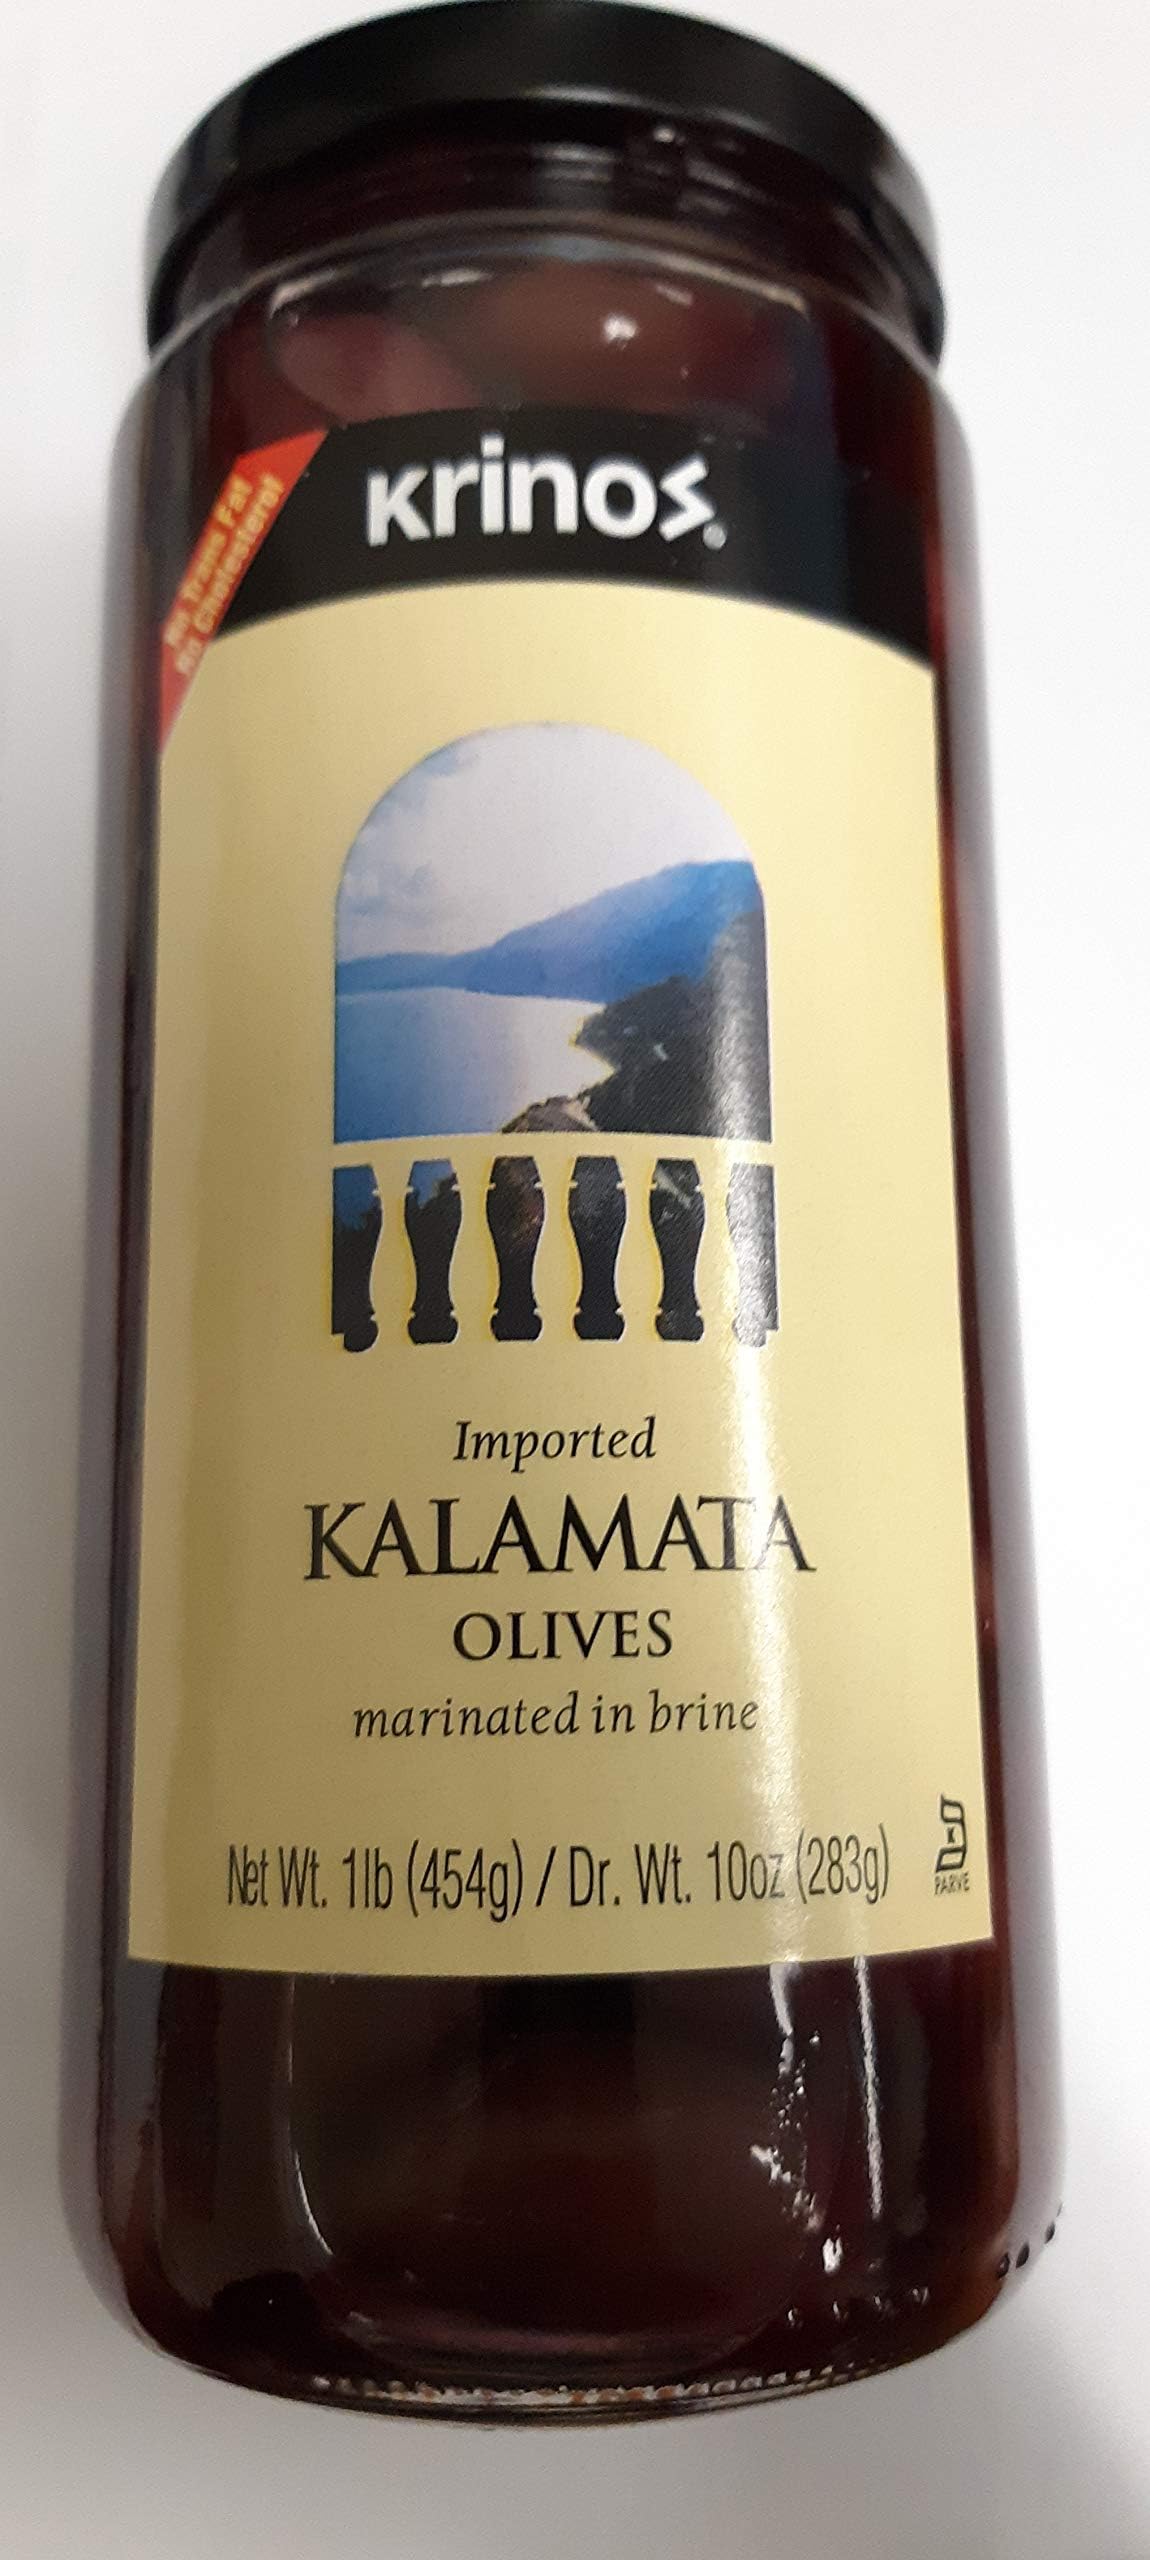 Krinos
No Trans Fat
No Cholesterol
Imported
KALAMATA
OLIVES
marinated in brine
Net Wt. 1lb (454g) / Dr. Wt. 10oz (283g)
PARVE